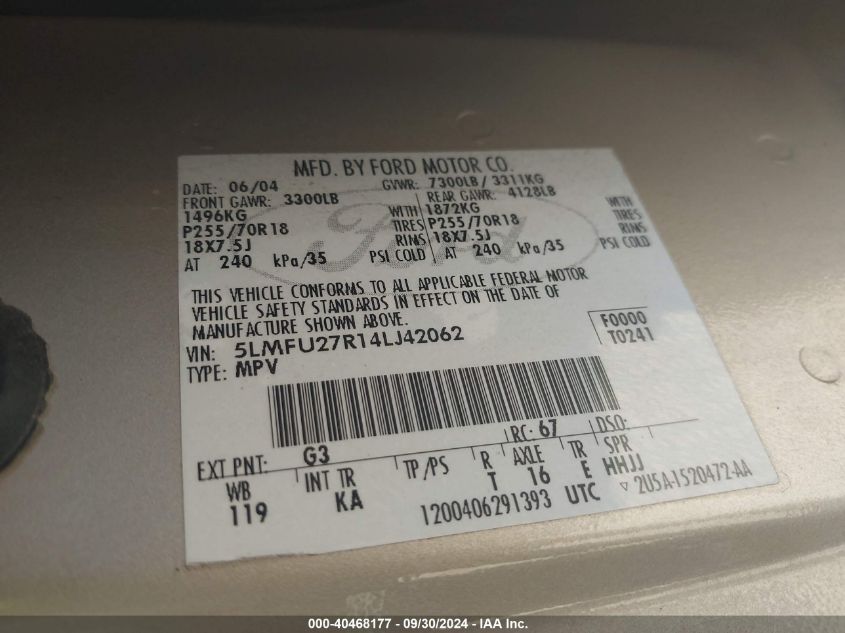 MFD. BY FORD MOTOR CO.
DATE: 06/04 GVWR: 7300LB / 3311KG
FRONT GAWR: 3300LB REAR GAWR: 4128LB
1496KG WITH 1872KG WITH
P255/70R18 TIRES P255/70R18 TIRES
18X7.5J RIMS 18X7.5J RIMS
AT 240 kPa/35 PSI COLD AT 240 kPa/35 PSI COLD
Ford
THIS VEHICLE CONFORMS TO ALL APPLICABLE FEDERAL MOTOR
VEHICLE SAFETY STANDARDS IN EFFECT ON THE DATE OF
MANUFACTURE SHOWN ABOVE.
VIN: 5LMFU27R14LJ42062 F0000
TYPE: MPV T0241
EXT PNT: G3 RC: 67 DSO:
WB INT TR TP/PS R AXLE TR SPR
119 KA T 16 E HHJJ
1200406291393 UTC ▽ 2U5A-1520472-AA
000-40468177 - 09/30/2024 - IAA Inc.